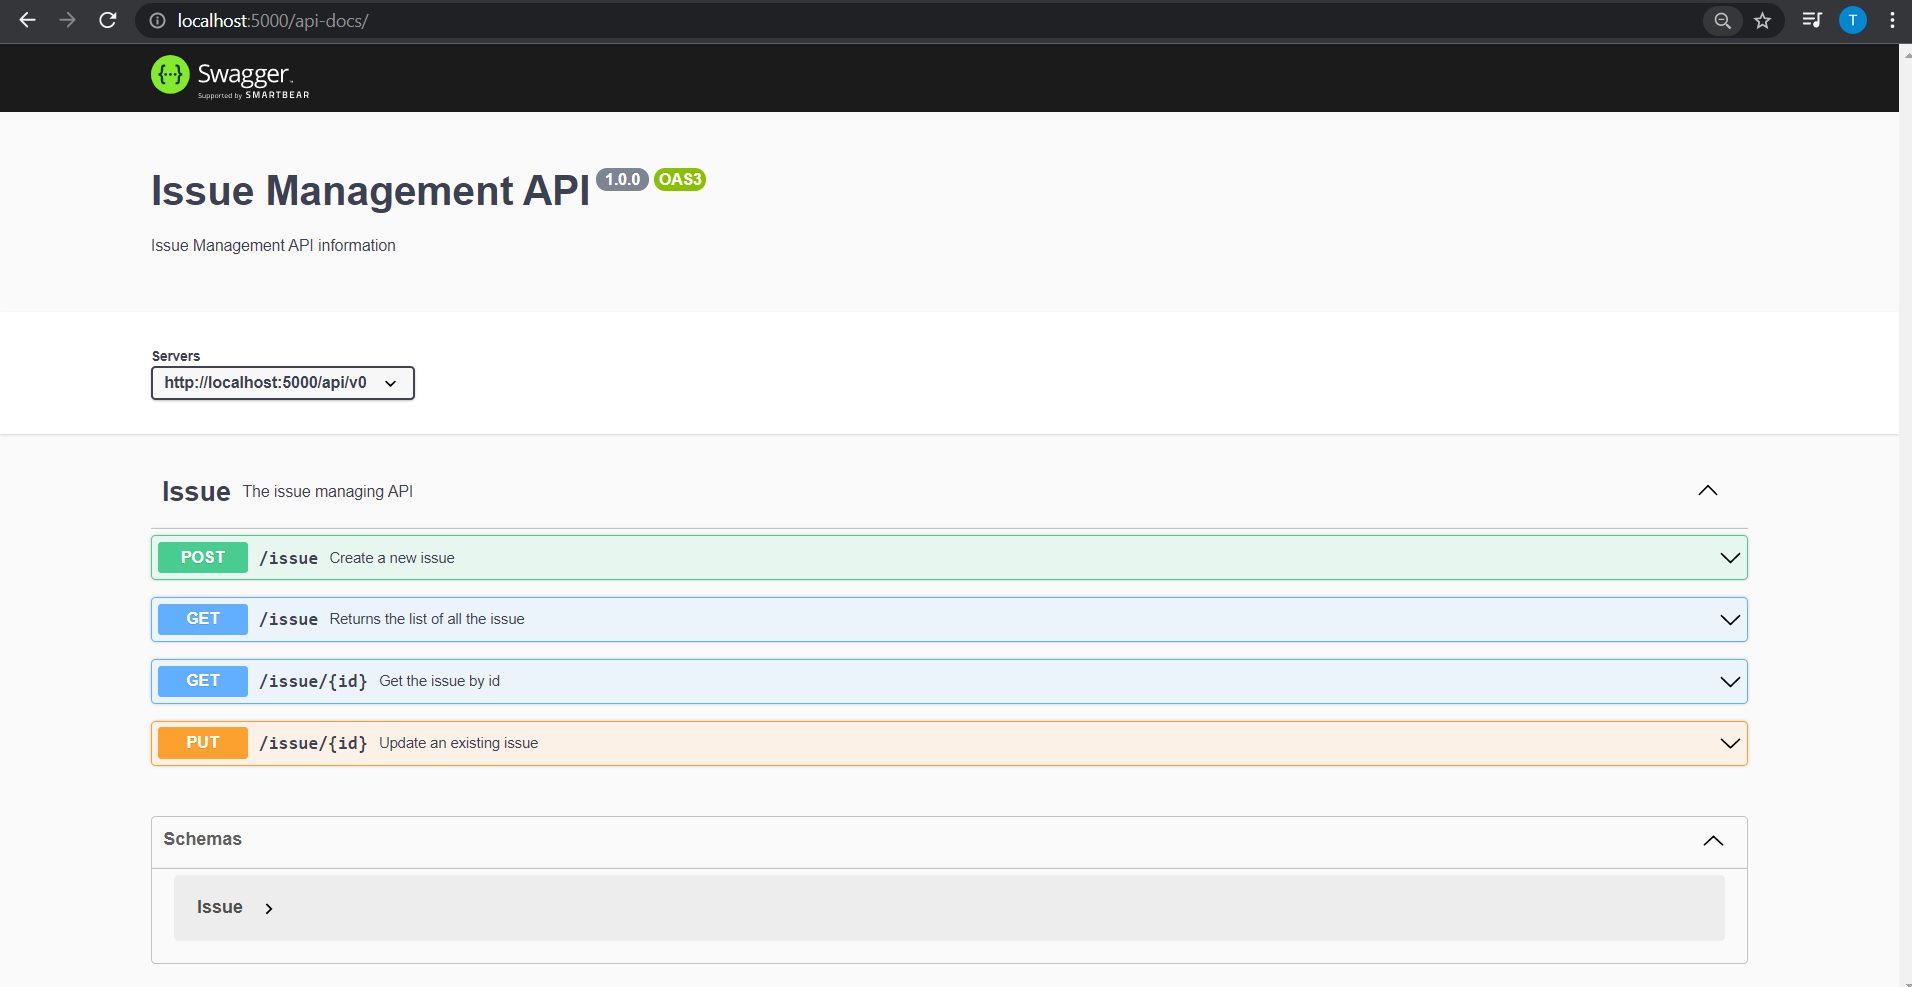 localhost:5000/api-docs/
T
{···} Swagger™
Supported by SMARTBEAR
Issue Management API 1.0.0 OAS3
Issue Management API information
Servers
http://localhost:5000/api/v0
Issue The issue managing API
POST /issue Create a new issue
GET /issue Returns the list of all the issue
GET /issue/{id} Get the issue by id
PUT /issue/{id} Update an existing issue
Schemas
Issue